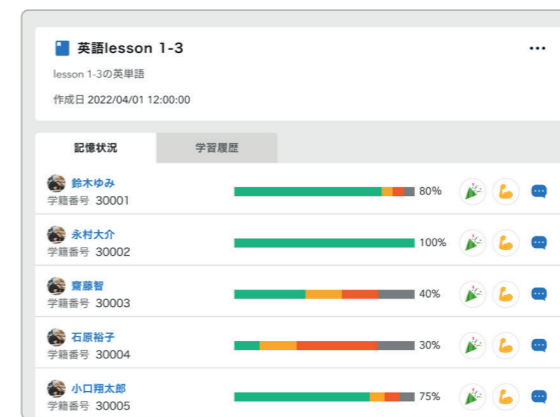 英語lesson 1-3
lesson 1-3の英単語
作成日 2022/04/01 12:00:00
記憶状況 学習履歴
鈴木ゆみ
学籍番号 30001
80%
永村大介
学籍番号 30002
100%
齋藤智
学籍番号 30003
40%
石原裕子
学籍番号 30004
30%
小口翔太郎
学籍番号 30005
75%